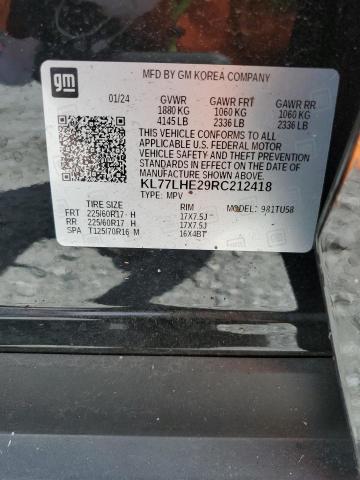 gm
MFD BY GM KOREA COMPANY
01/24 GVWR GAWR FRT GAWR RR
1880 KG 1060 KG 1060 KG
4145 LB 2336 LB 2336 LB
THIS VEHICLE CONFORMS TO ALL
APPLICABLE U.S. FEDERAL MOTOR
VEHICLE SAFETY AND THEFT PREVENTION
STANDARDS IN EFFECT ON THE DATE
OF MANUFACTURE SHOWN ABOVE.
KL77LHE29RC212418
TYPE: MPV
TIRE SIZE RIM MODEL: 981TU58
FRT 225/60R17 H 17X7.5J
RR 225/60R17 H 17X7.5J
SPA T125/70R16 M 16X4BT